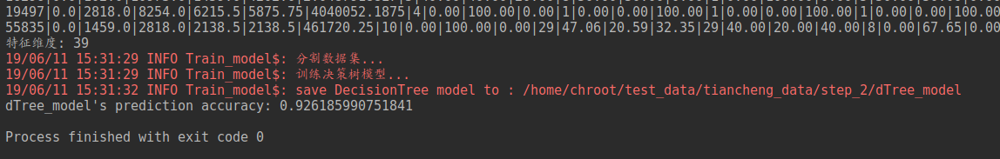 19497|0.0|2818.0|8254.0|6215.5|5875.75|4040052.1875|4|0.00|100.00|0.00|1|0.00|0.00|100.00|1|0.00|0.00|100.00|1|0.00|0.00|100.00
55835|0.0|1459.0|2818.0|2138.5|2138.5|461720.25|10|0.00|100.00|0.00|29|47.06|20.59|32.35|29|40.00|20.00|40.00|8|0.00|67.65|0.00
特征维度: 39
19/06/11 15:31:29 INFO Train_model$: 分割数据集...
19/06/11 15:31:29 INFO Train_model$: 训练决策树模型...
19/06/11 15:31:32 INFO Train_model$: save DecisionTree model to : /home/chroot/test_data/tiancheng_data/step_2/dTree_model
dTree_model's prediction accuracy: 0.926185990751841
Process finished with exit code 0